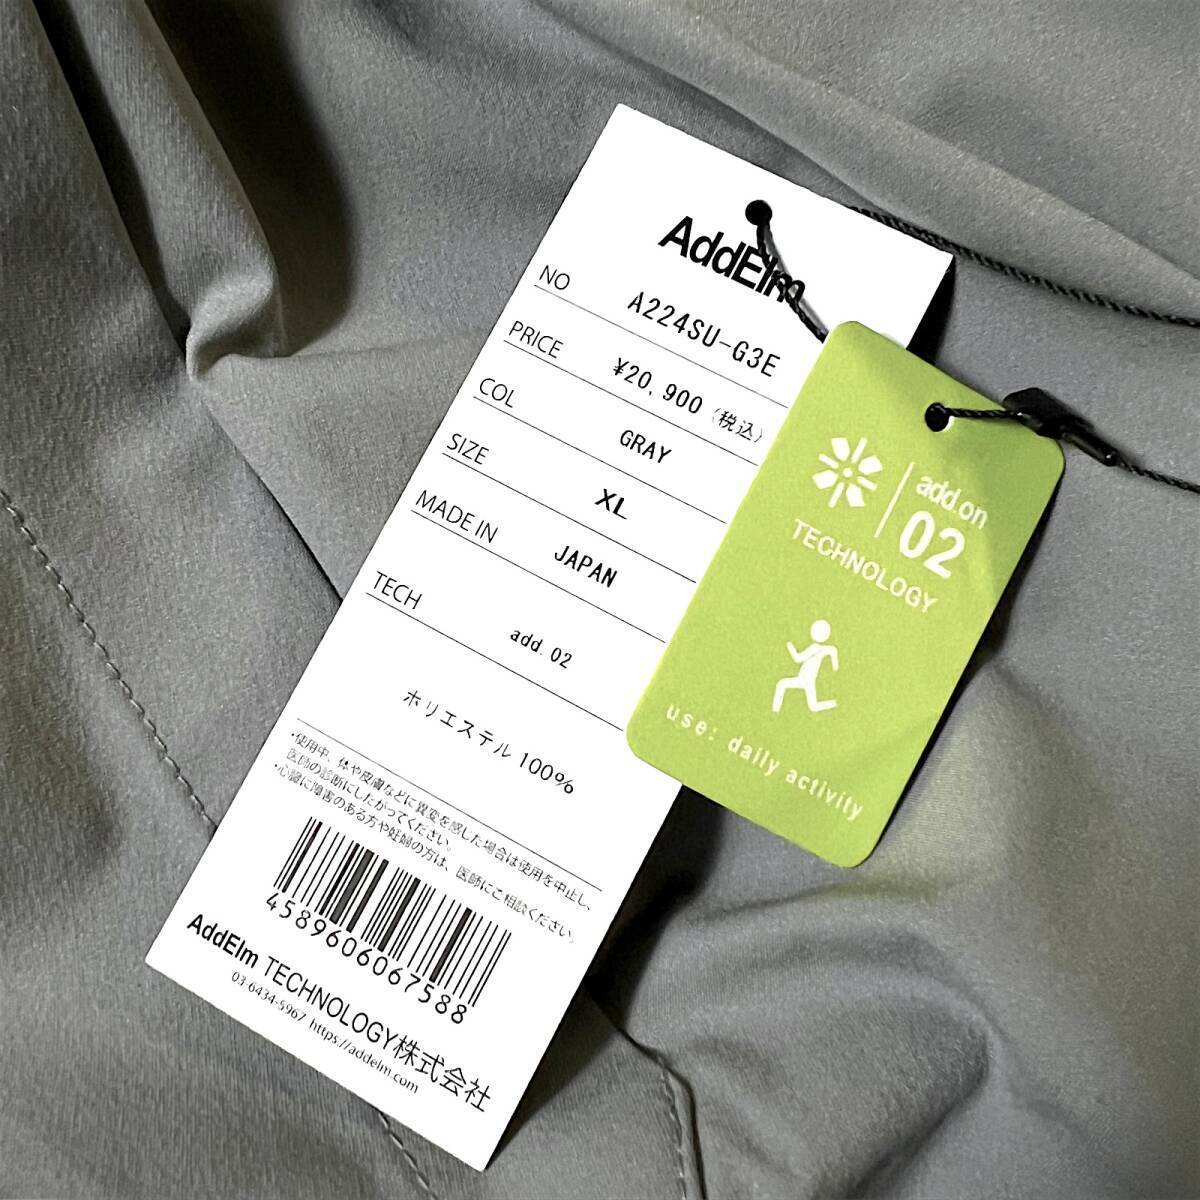 AddElm
NO A224SU-G3E
PRICE ¥20,900 (税込)
COL GRAY
SIZE XL
MADE IN JAPAN
TECH add.02
ポリエステル 100%
・使用中、体や皮膚などに異変を感じた場合は使用を中止し、
医師の診断にしたがってください。
・心臓に障害のある方や妊婦の方は、医師にご相談ください。
4589606067588
AddElm TECHNOLOGY株式会社
03-6434-5967 https://addelm.com
add.on
02
TECHNOLOGY
use: daily activity